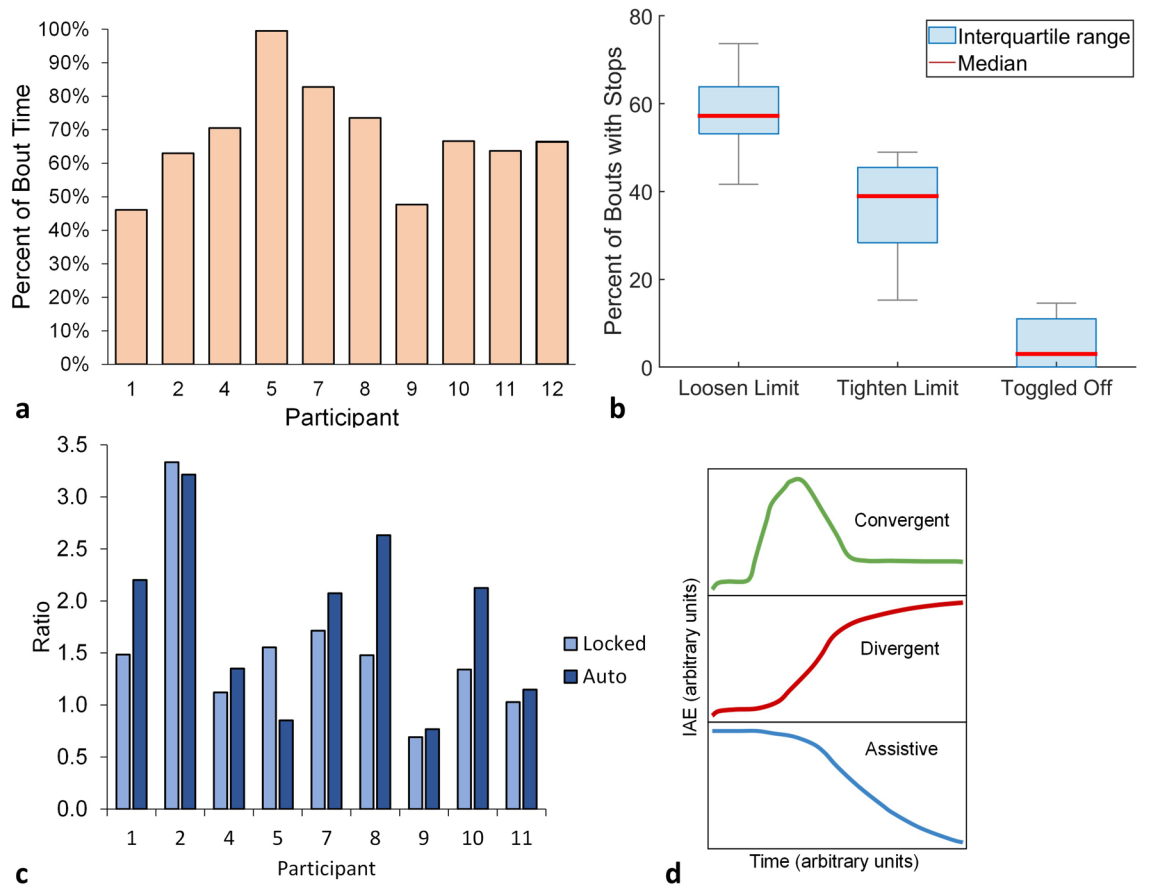 100%
90%
80%
70%
60%
50%
40%
30%
20%
10%
0%
Percent of Bout Time
1 2 4 5 7 8 9 10 11 12
Participant
a
80
60
40
20
0
Percent of Bouts with Stops
Interquartile range
Median
Loosen Limit Tighten Limit Toggled Off
b
3.5
3.0
2.5
2.0
1.5
1.0
0.5
0.0
Ratio
Locked
Auto
1 2 4 5 7 8 9 10 11
Participant
c
IAE (arbitrary units)
Convergent
Divergent
Assistive
Time (arbitrary units)
d